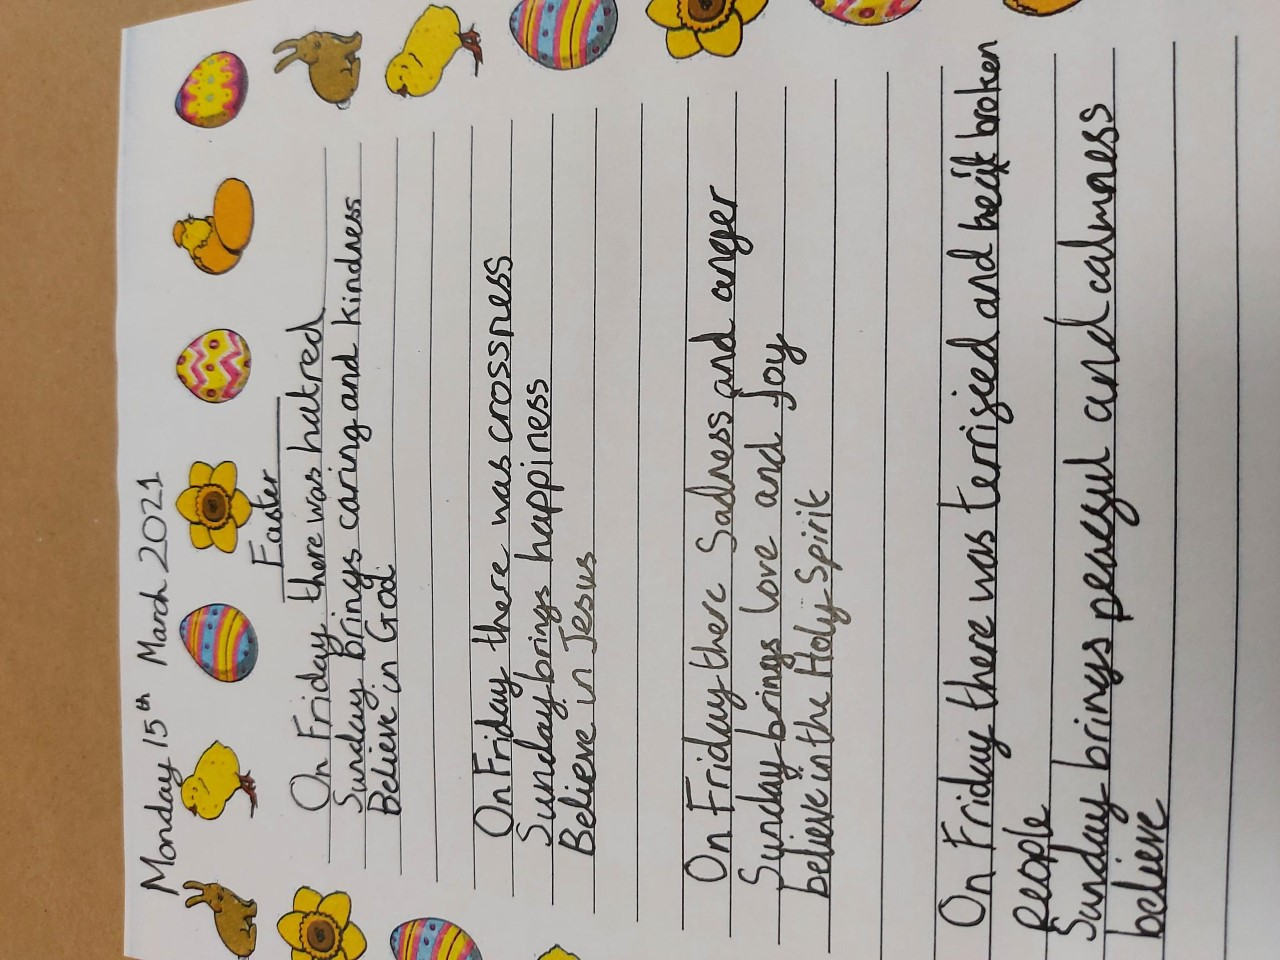 Monday 15th March 2021
Easter
On Friday there was hatred
Sunday brings caring and kindness
Believe in God
On Friday there was crossness
Sunday brings happiness
Believe in Jesus
On Friday there Sadness and anger
Sunday brings love and Joy
believe in the Holy Spirit
On Friday there was terrified and broken
people
Sunday brings peaceful and calmness
believe